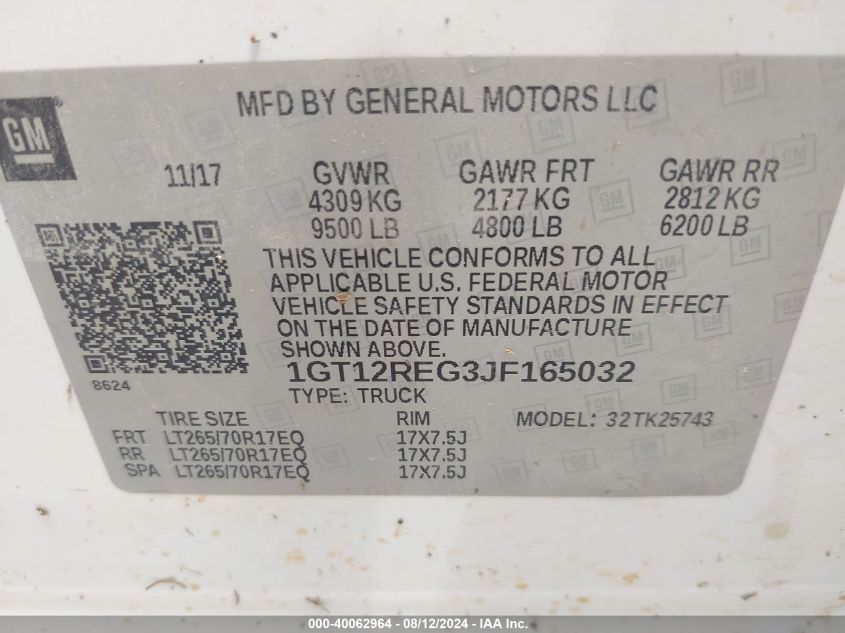 MFD BY GENERAL MOTORS LLC
GM
11/17 GVWR GAWR FRT GAWR RR
4309 KG 2177 KG 2812 KG
9500 LB 4800 LB 6200 LB
THIS VEHICLE CONFORMS TO ALL
APPLICABLE U.S. FEDERAL MOTOR
VEHICLE SAFETY STANDARDS IN EFFECT
ON THE DATE OF MANUFACTURE
SHOWN ABOVE.
8624
1GT12REG3JF165032
TYPE: TRUCK
TIRE SIZE RIM MODEL: 32TK25743
FRT LT265/70R17EQ 17X7.5J
RR LT265/70R17EQ 17X7.5J
SPA LT265/70R17EQ 17X7.5J
000-40062964 - 08/12/2024 - IAA Inc.